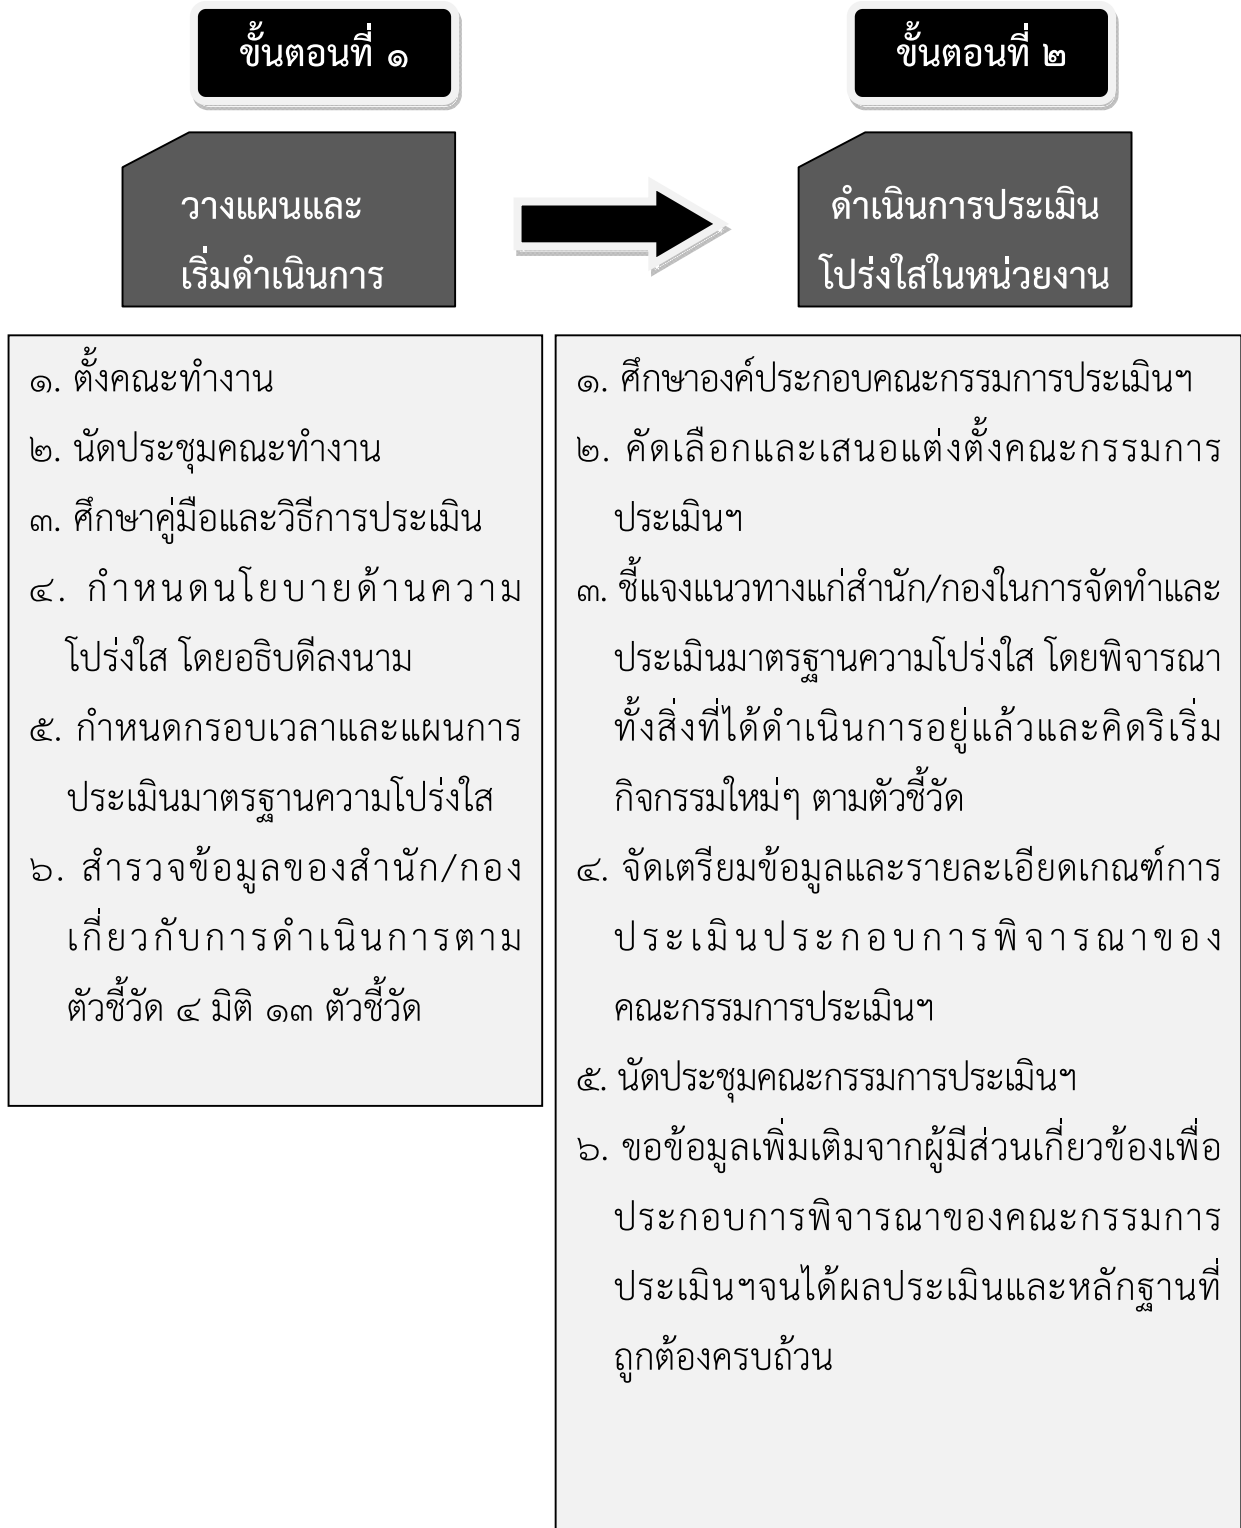 ขั้นตอนที่ ๑
วางแผนและ
เริ่มดำเนินการ
๑. ตั้งคณะทำงาน
๒. นัดประชุมคณะทำงาน
๓. ศึกษาคู่มือและวิธีการประเมิน
๔. กำหนดนโยบายด้านความ
โปร่งใส โดยอธิบดีลงนาม
๕. กำหนดกรอบเวลาและแผนการ
ประเมินมาตรฐานความโปร่งใส
๖. สำรวจข้อมูลของสำนัก/กอง
เกี่ยวกับการดำเนินการตาม
ตัวชี้วัด ๔ มิติ ๑๓ ตัวชี้วัด
ขั้นตอนที่ ๒
ดำเนินการประเมิน
โปร่งใสในหน่วยงาน
๑. ศึกษาองค์ประกอบคณะกรรมการประเมินฯ
๒. คัดเลือกและเสนอแต่งตั้งคณะกรรมการ
ประเมินฯ
๓. ชี้แจงแนวทางแก่สำนัก/กองในการจัดทำและ
ประเมินมาตรฐานความโปร่งใส โดยพิจารณา
ทั้งสิ่งที่ได้ดำเนินการอยู่แล้วและคิดริเริ่ม
กิจกรรมใหม่ๆ ตามตัวชี้วัด
๔. จัดเตรียมข้อมูลและรายละเอียดเกณฑ์การ
ประเมินประกอบการพิจารณาของ
คณะกรรมการประเมินฯ
๕. นัดประชุมคณะกรรมการประเมินฯ
๖. ขอข้อมูลเพิ่มเติมจากผู้มีส่วนเกี่ยวข้องเพื่อ
ประกอบการพิจารณาของคณะกรรมการ
ประเมินฯจนได้ผลประเมินและหลักฐานที่
ถูกต้องครบถ้วน